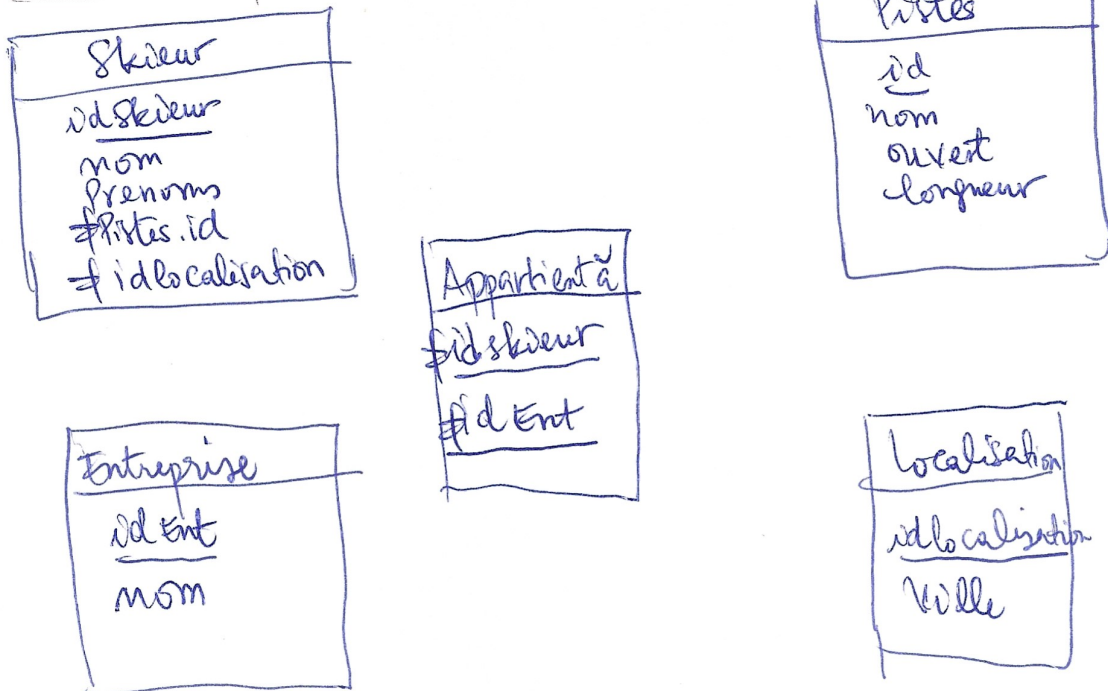 Skieur
idSkieur
nom
Prenoms
#Pistes.id
#idlocalisation
Pistes
id
nom
ouvert
longueur
Appartient à
#idskieur
#idEnt
Entreprise
idEnt
nom
Localisation
idlocalisation
Ville